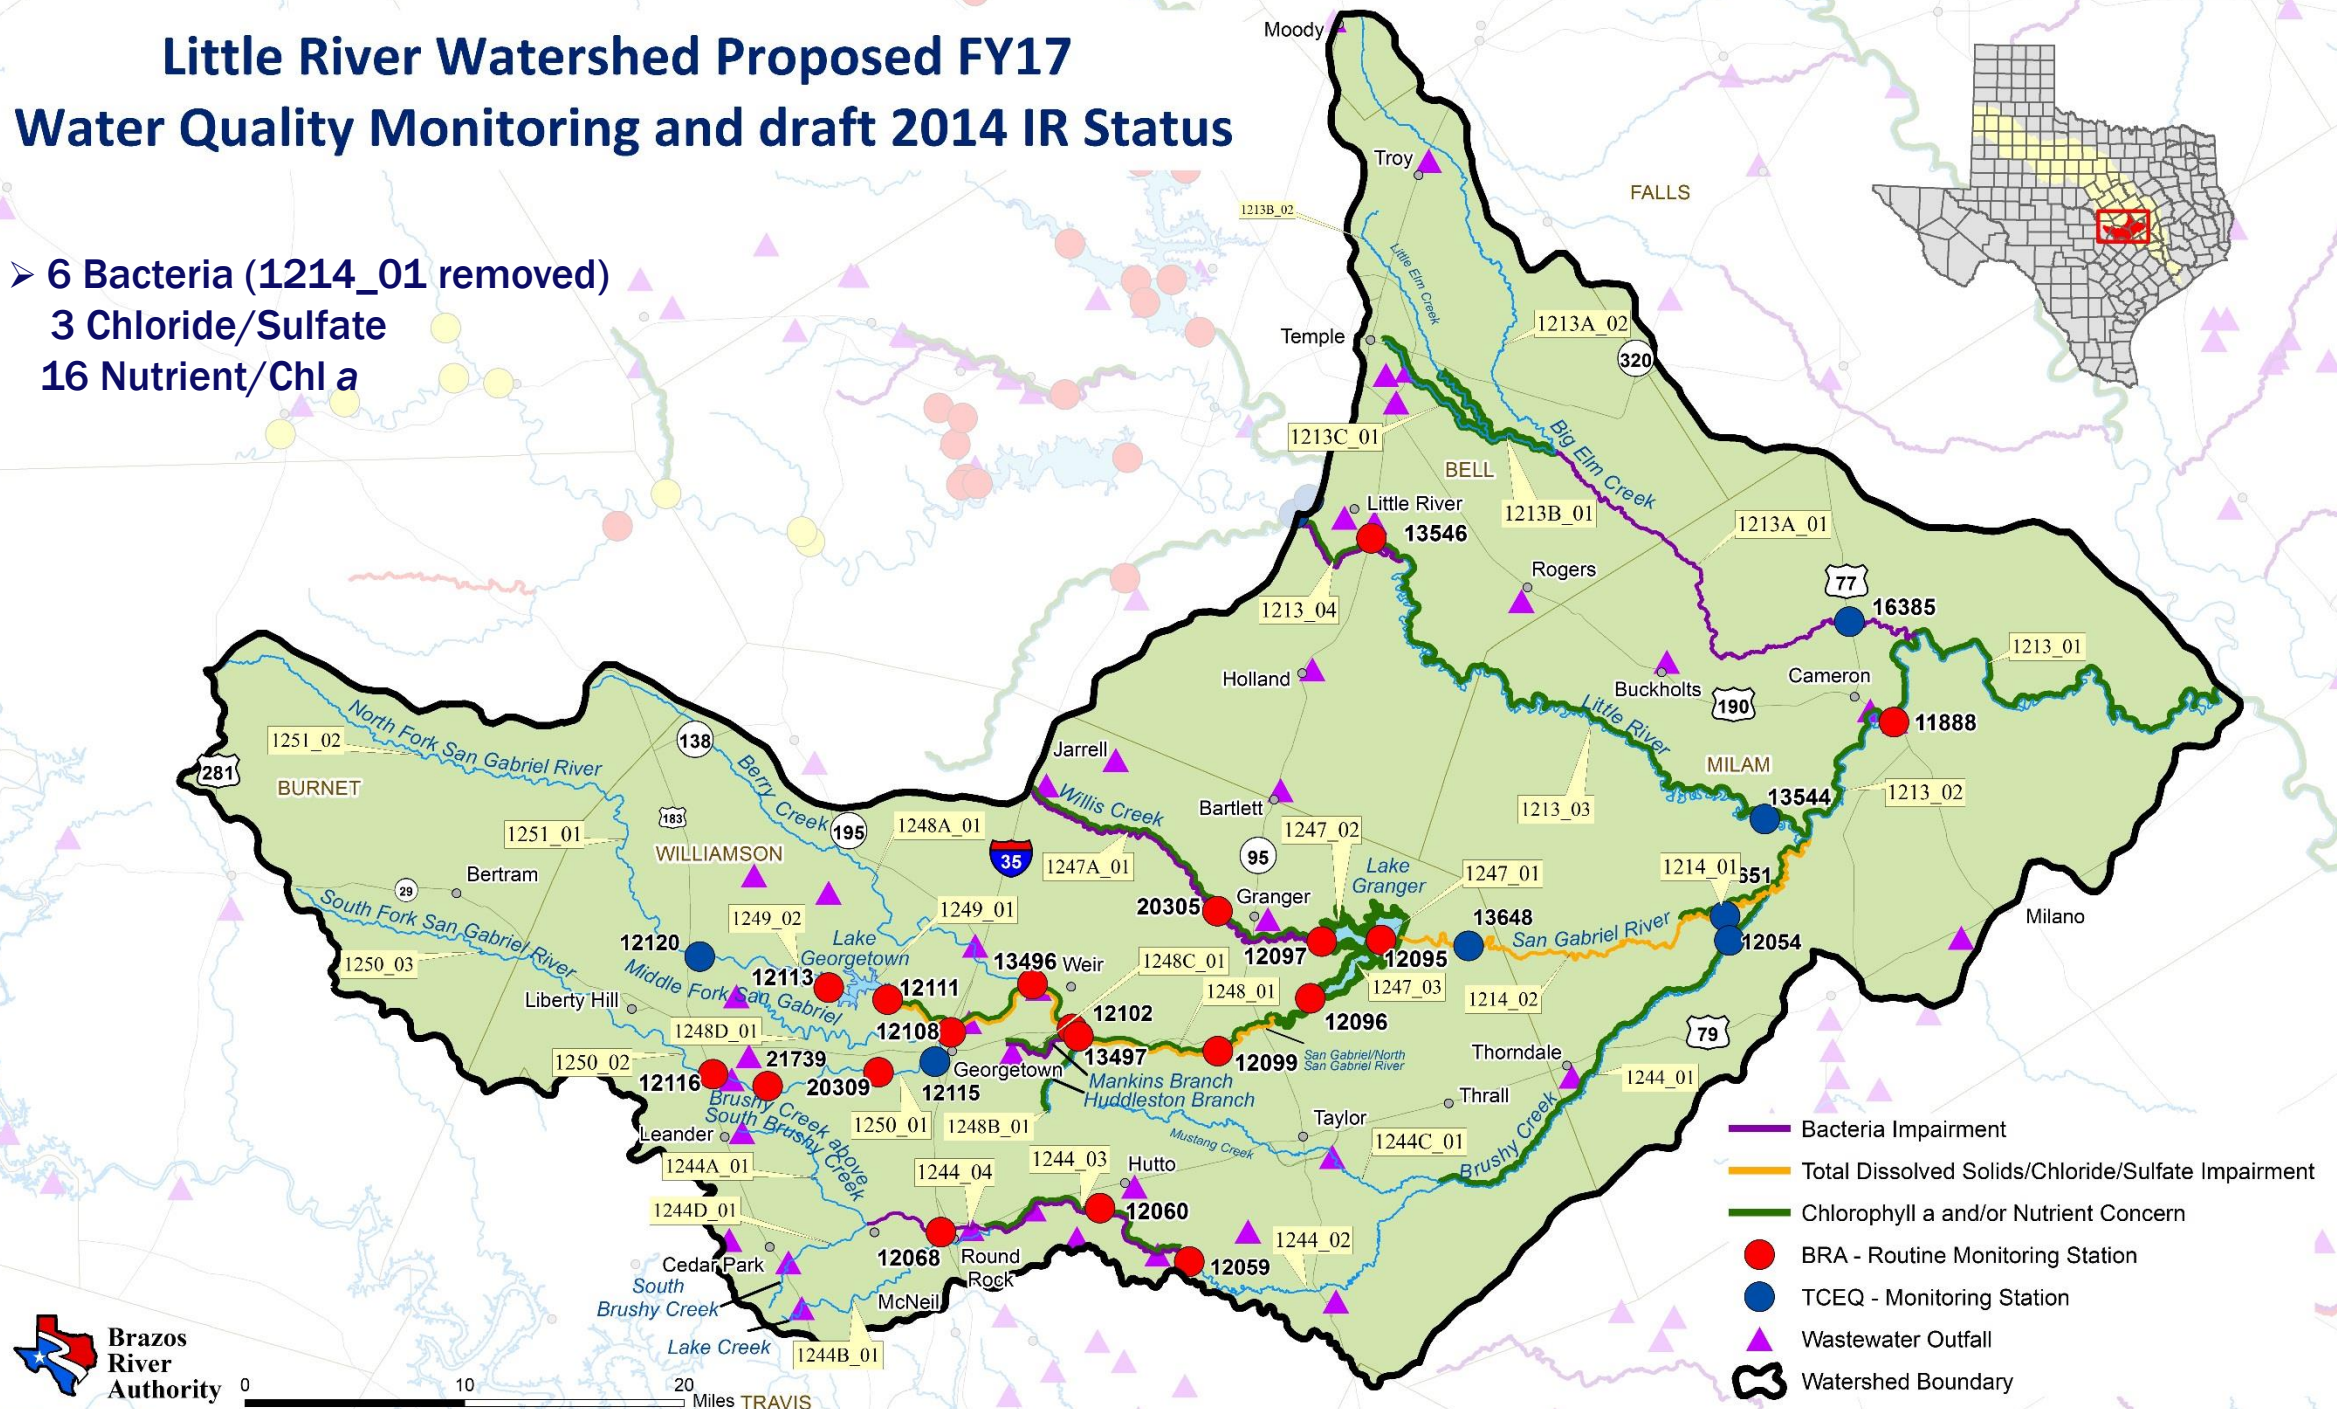 Little River Watershed Proposed FY17
Water Quality Monitoring and draft 2014 IR Status
➢ 6 Bacteria (1214_01 removed)
3 Chloride/Sulfate
16 Nutrient/Chl a
Moody
Troy
FALLS
1213B_02
Little Elm Creek
1213A_02
Temple
320
1213C_01
Big Elm Creek
BELL
Little River
1213B_01
13546
1213A_01
Rogers
77
1213_04
16385
1213_01
Holland
Buckholts
Cameron
190
Little River
11888
1251_02
North Fork San Gabriel River
138
281
BURNET
Berry Creek
Jarrell
MILAM
Willis Creek
Bartlett
1213_03
13544
1213_02
183
1251_01
195
1248A_01
WILLIAMSON
35
1247A_01
95
1247_02
Lake
Granger
1247_01
1214_01
651
29
Bertram
South Fork San Gabriel River
1249_02
1249_01
20305
Granger
13648
San Gabriel River
Milano
12120
Lake
Georgetown
12054
1250_03
Middle Fork San Gabriel
12113
13496
Weir
1248C_01
12097
12095
Liberty Hill
12111
1248_01
1247_03
1214_02
1248D_01
12108
12102
12096
79
1250_02
21739
13497
12099
San Gabriel/North
San Gabriel River
Thorndale
12116
20309
12115
Georgetown
Mankins Branch
Huddleston Branch
1244_01
Brushy Creek above
South Brushy Creek
1250_01
1248B_01
Thrall
Leander
Taylor
Mustang Creek
1244C_01
Brushy Creek
1244A_01
1244_04
1244_03
Hutto
1244D_01
12060
12068
Round
Rock
12059
1244_02
Cedar Park
South
Brushy Creek
McNeil
Lake Creek
1244B_01
Bacteria Impairment
Total Dissolved Solids/Chloride/Sulfate Impairment
Chlorophyll a and/or Nutrient Concern
BRA - Routine Monitoring Station
TCEQ - Monitoring Station
Wastewater Outfall
Watershed Boundary
Brazos
River
Authority
0 10 20
Miles
TRAVIS